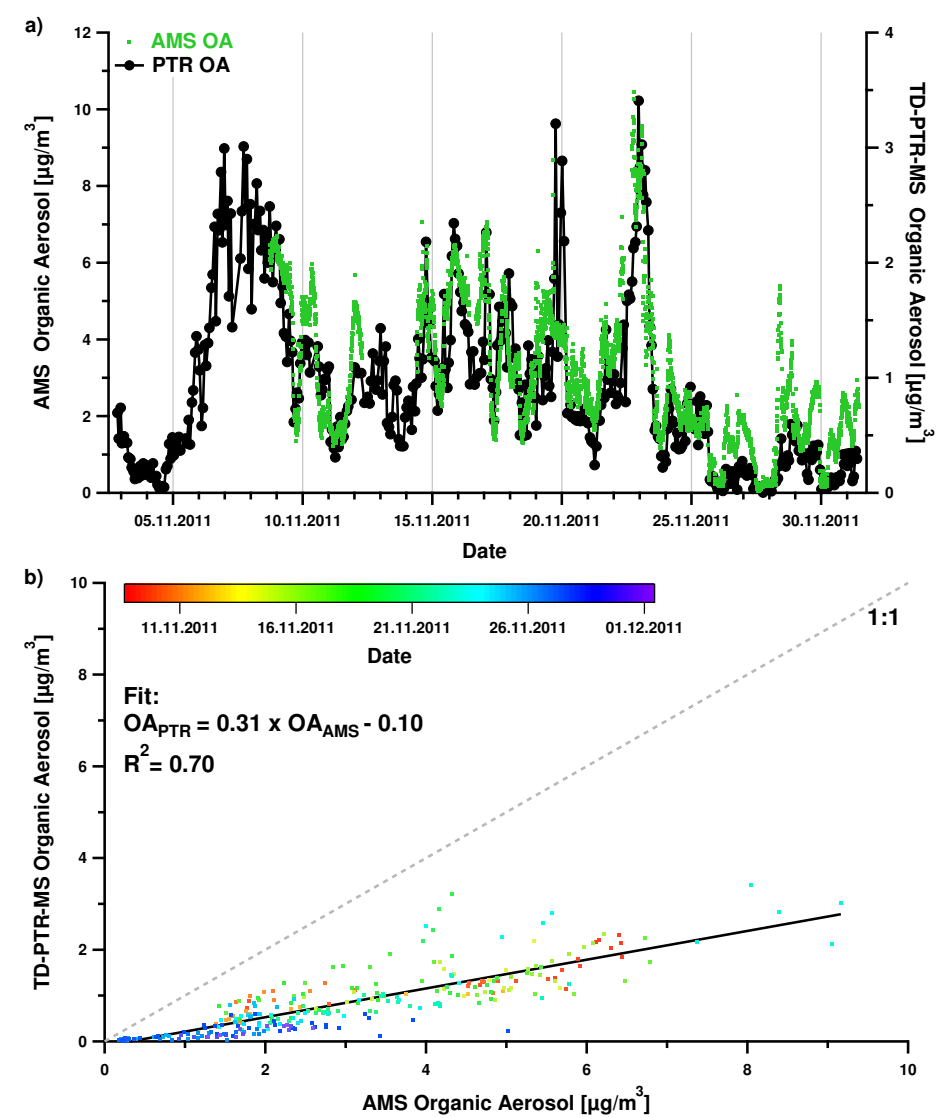 a)
AMS OA
PTR OA
12
10
8
6
4
2
0
AMS Organic Aerosol [µg/m³]
4
3
2
1
0
TD-PTR-MS Organic Aerosol [µg/m³]
05.11.2011 10.11.2011 15.11.2011 20.11.2011 25.11.2011 30.11.2011
Date
b)
10
8
6
4
2
0
TD-PTR-MS Organic Aerosol [µg/m³]
11.11.2011 16.11.2011 21.11.2011 26.11.2011 01.12.2011
Date
1:1
Fit:
OA_PTR = 0.31 x OA_AMS - 0.10
R² = 0.70
0 2 4 6 8 10
AMS Organic Aerosol [µg/m³]